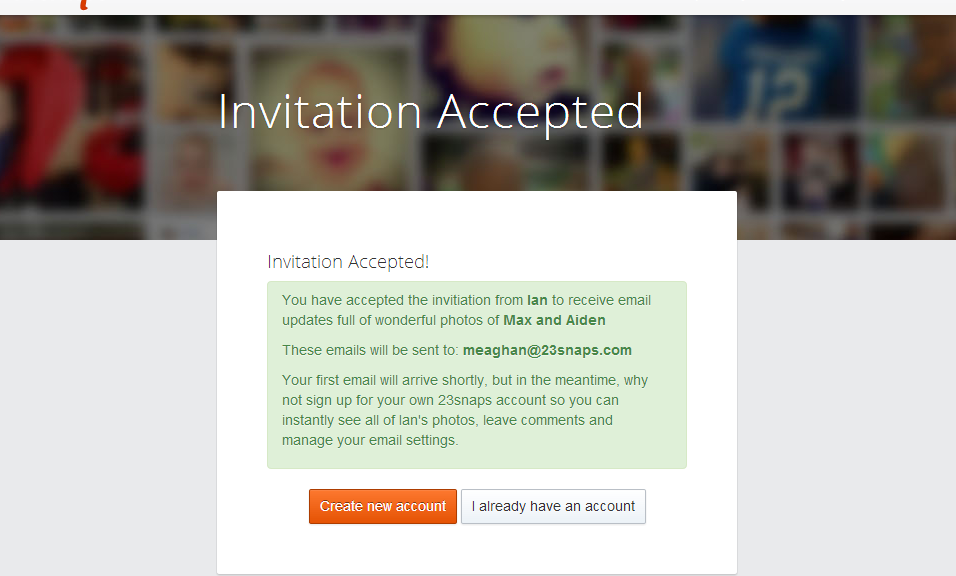 Invitation Accepted
12
Invitation Accepted!
You have accepted the invitiation from Ian to receive email
updates full of wonderful photos of Max and Aiden
These emails will be sent to: meaghan@23snaps.com
Your first email will arrive shortly, but in the meantime, why
not sign up for your own 23snaps account so you can
instantly see all of Ian's photos, leave comments and
manage your email settings.
Create new account
I already have an account